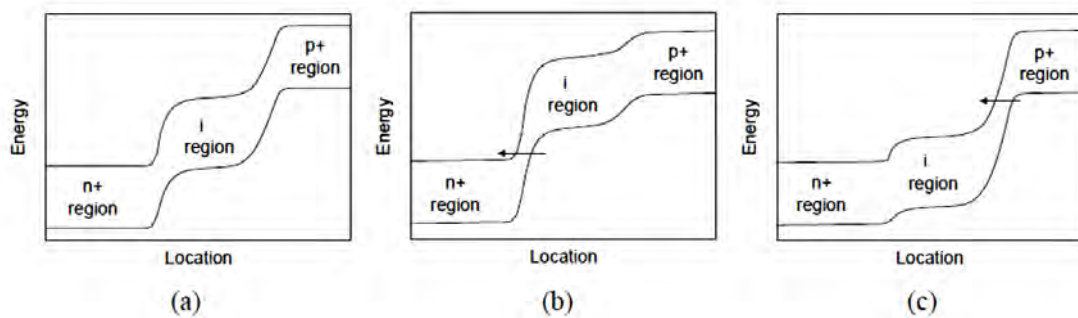 Energy
n+
region
i
region
p+
region
Location
(a)
Energy
n+
region
i
region
p+
region
Location
(b)
Energy
n+
region
i
region
p+
region
Location
(c)